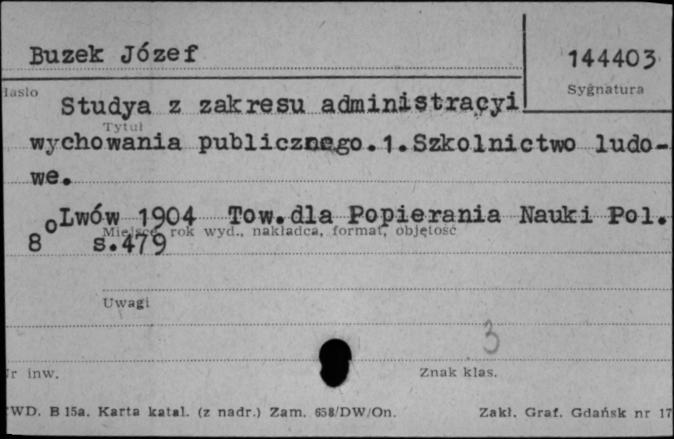 Buzek Józef
144403
Hasło
Sygnatura
Studya z zakresu administracyi
Tytuł
wychowania publicznego.1.Szkolnictwo ludo-
we.
Lwów 1904 Tow.dla Popierania Nauki Pol.
Miejsce, rok wyd., nakładca, format, objętość
8° s.479
Uwagi
3
Nr inw.
Znak klas.
WD. B 15a. Karta katal. (z nadr.) Zam. 658/DW/On.
Zakł. Graf. Gdańsk nr 17